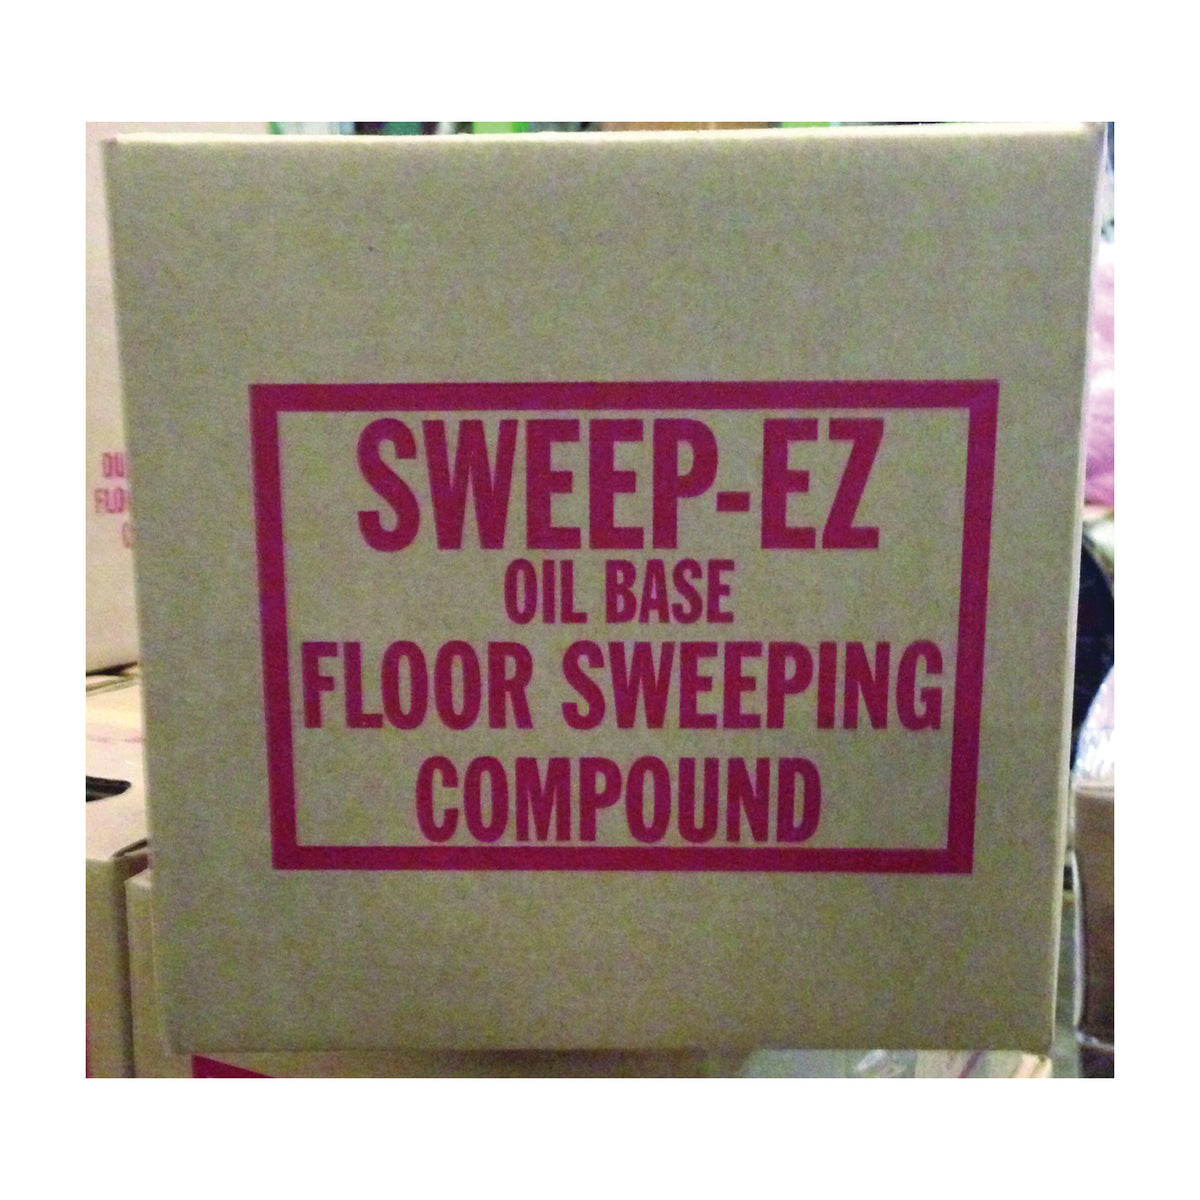 SWEEP-EZ
OIL BASE
FLOOR SWEEPING
COMPOUND